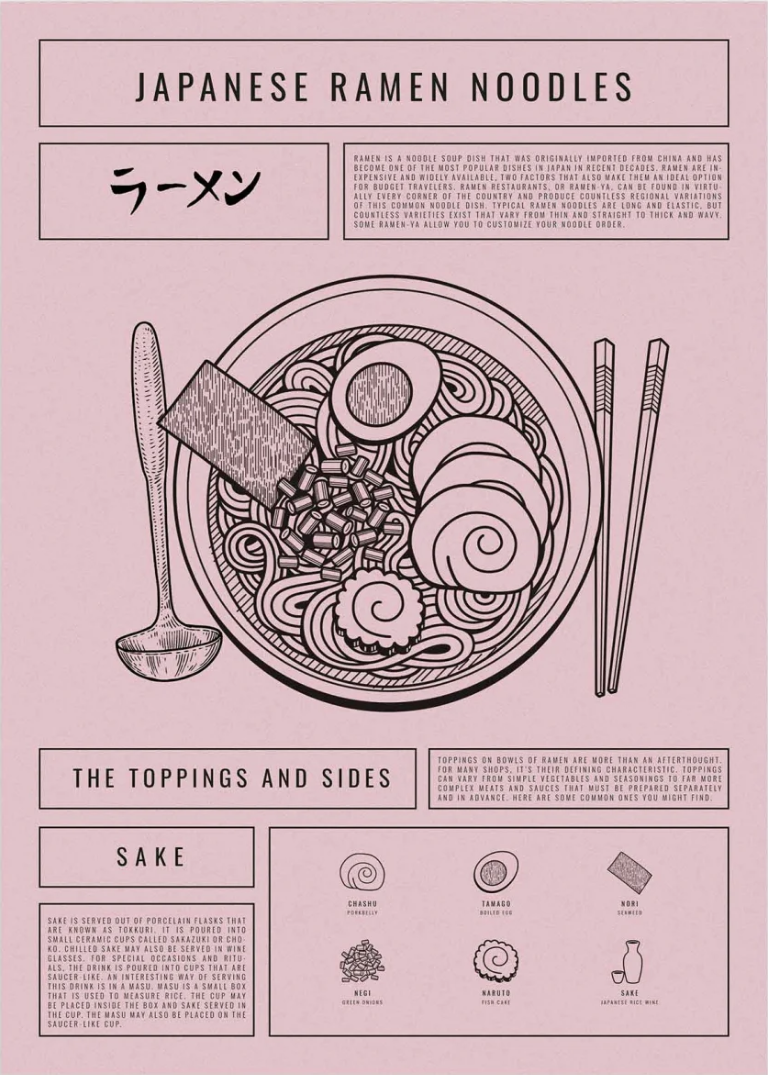 JAPANESE RAMEN NOODLES
ラーメン
RAMEN IS A NOODLE SOUP DISH THAT WAS ORIGINALLY IMPORTED FROM CHINA AND HAS
BECOME ONE OF THE MOST POPULAR DISHES IN JAPAN IN RECENT DECADES. RAMEN ARE IN-
EXPENSIVE AND WIDELY AVAILABLE, TWO FACTORS THAT ALSO MAKE THEM AN IDEAL OPTION
FOR BUDGET TRAVELERS. RAMEN RESTAURANTS, OR RAMEN-YA, CAN BE FOUND IN VIRTU-
ALLY EVERY CORNER OF THE COUNTRY AND PRODUCE COUNTLESS REGIONAL VARIATIONS
OF THIS COMMON NOODLE DISH. TYPICAL RAMEN NOODLES ARE LONG AND ELASTIC, BUT
COUNTLESS VARIETIES EXIST THAT VARY FROM THIN AND STRAIGHT TO THICK AND WAVY.
SOME RAMEN-YA ALLOW YOU TO CUSTOMIZE YOUR NOODLE ORDER.
THE TOPPINGS AND SIDES
TOPPINGS ON BOWLS OF RAMEN ARE MORE THAN AN AFTERTHOUGHT.
FOR MANY SHOPS, IT'S THEIR DEFINING CHARACTERISTIC. TOPPINGS
CAN VARY FROM SIMPLE VEGETABLES AND SEASONINGS TO FAR MORE
COMPLEX MEATS AND SAUCES THAT MUST BE PREPARED SEPARATELY
AND IN ADVANCE. HERE ARE SOME COMMON ONES YOU MIGHT FIND.
SAKE
SAKE IS SERVED OUT OF PORCELAIN FLASKS THAT
ARE KNOWN AS TOKKURI. IT IS POURED INTO
SMALL CERAMIC CUPS CALLED SAKAZUKI OR CHO-
KO. CHILLED SAKE MAY ALSO BE SERVED IN WINE
GLASSES. FOR SPECIAL OCCASIONS AND RITU-
ALS, THE DRINK IS POURED INTO CUPS THAT ARE
SAUCER-LIKE. AN INTERESTING WAY OF SERVING
THIS DRINK IS IN A MASU. MASU IS A SMALL BOX
THAT IS USED TO MEASURE RICE. THE CUP MAY
BE PLACED INSIDE THE BOX AND SAKE SERVED IN
THE CUP. THE MASU MAY ALSO BE PLACED ON THE
SAUCER-LIKE CUP.
CHASHU
PORKBELLY
TAMAGO
BOILED EGG
NORI
SEAWEED
NEGI
GREEN ONIONS
NARUTO
FISH CAKE
SAKE
JAPANESE RICE WINE